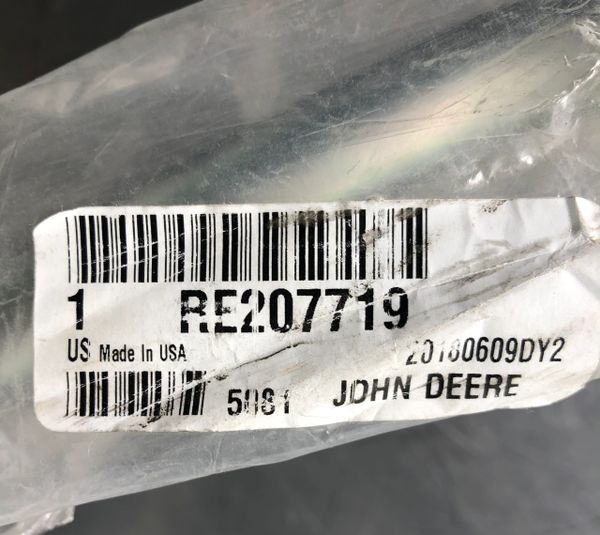 1 RE207719
US Made In USA 20180609DY2
5081 JOHN DEERE